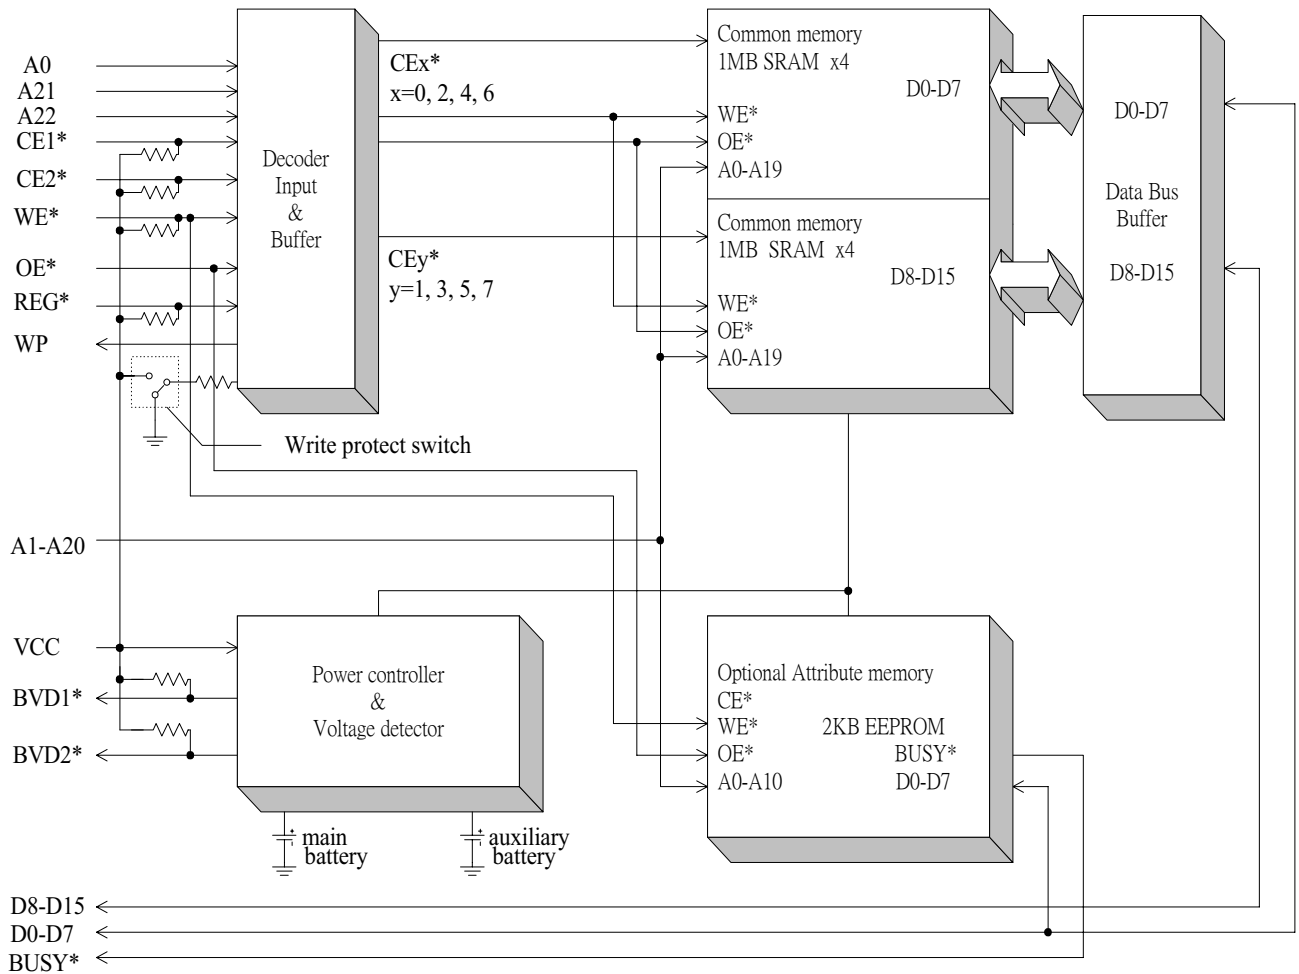 A0
A21
A22
CE1*
CE2*
WE*
OE*
REG*
WP
Decoder
Input
&
Buffer
CEx*
x=0, 2, 4, 6
CEy*
y=1, 3, 5, 7
Common memory
1MB SRAM  x4
D0-D7
WE*
OE*
A0-A19
Common memory
1MB  SRAM  x4
D8-D15
WE*
OE*
A0-A19
D0-D7
Data Bus
Buffer
D8-D15
Write protect switch
A1-A20
VCC
BVD1*
BVD2*
Power controller
&
Voltage detector
main
battery
auxiliary
battery
Optional Attribute memory
CE*
WE*
2KB EEPROM
OE*
BUSY*
A0-A10
D0-D7
D8-D15
D0-D7
BUSY*